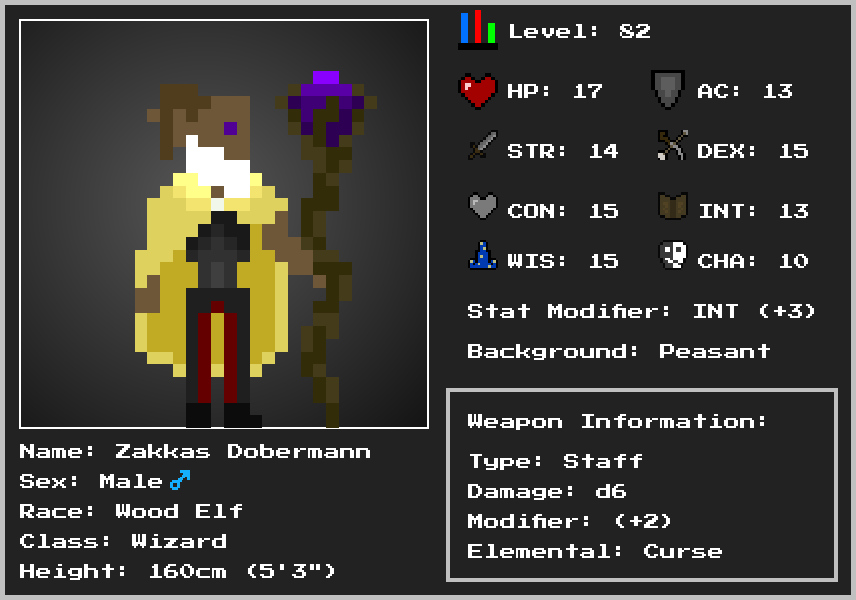 Level: 82
HP: 17
AC: 13
STR: 14
DEX: 15
CON: 15
INT: 13
WIS: 15
CHA: 10
Stat Modifier: INT (+3)
Background: Peasant
Weapon Information:
Type: Staff
Damage: d6
Modifier: (+2)
Elemental: Curse
Name: Zakkas Dobermann
Sex: Male♂
Race: Wood Elf
Class: Wizard
Height: 160cm (5'3")